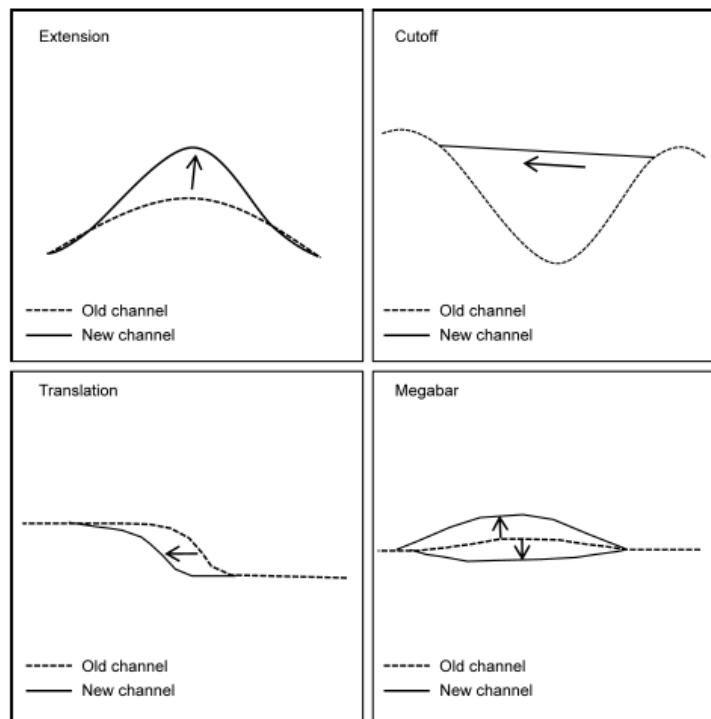 Extension
Old channel
New channel
Cutoff
Old channel
New channel
Translation
Old channel
New channel
Megabar
Old channel
New channel